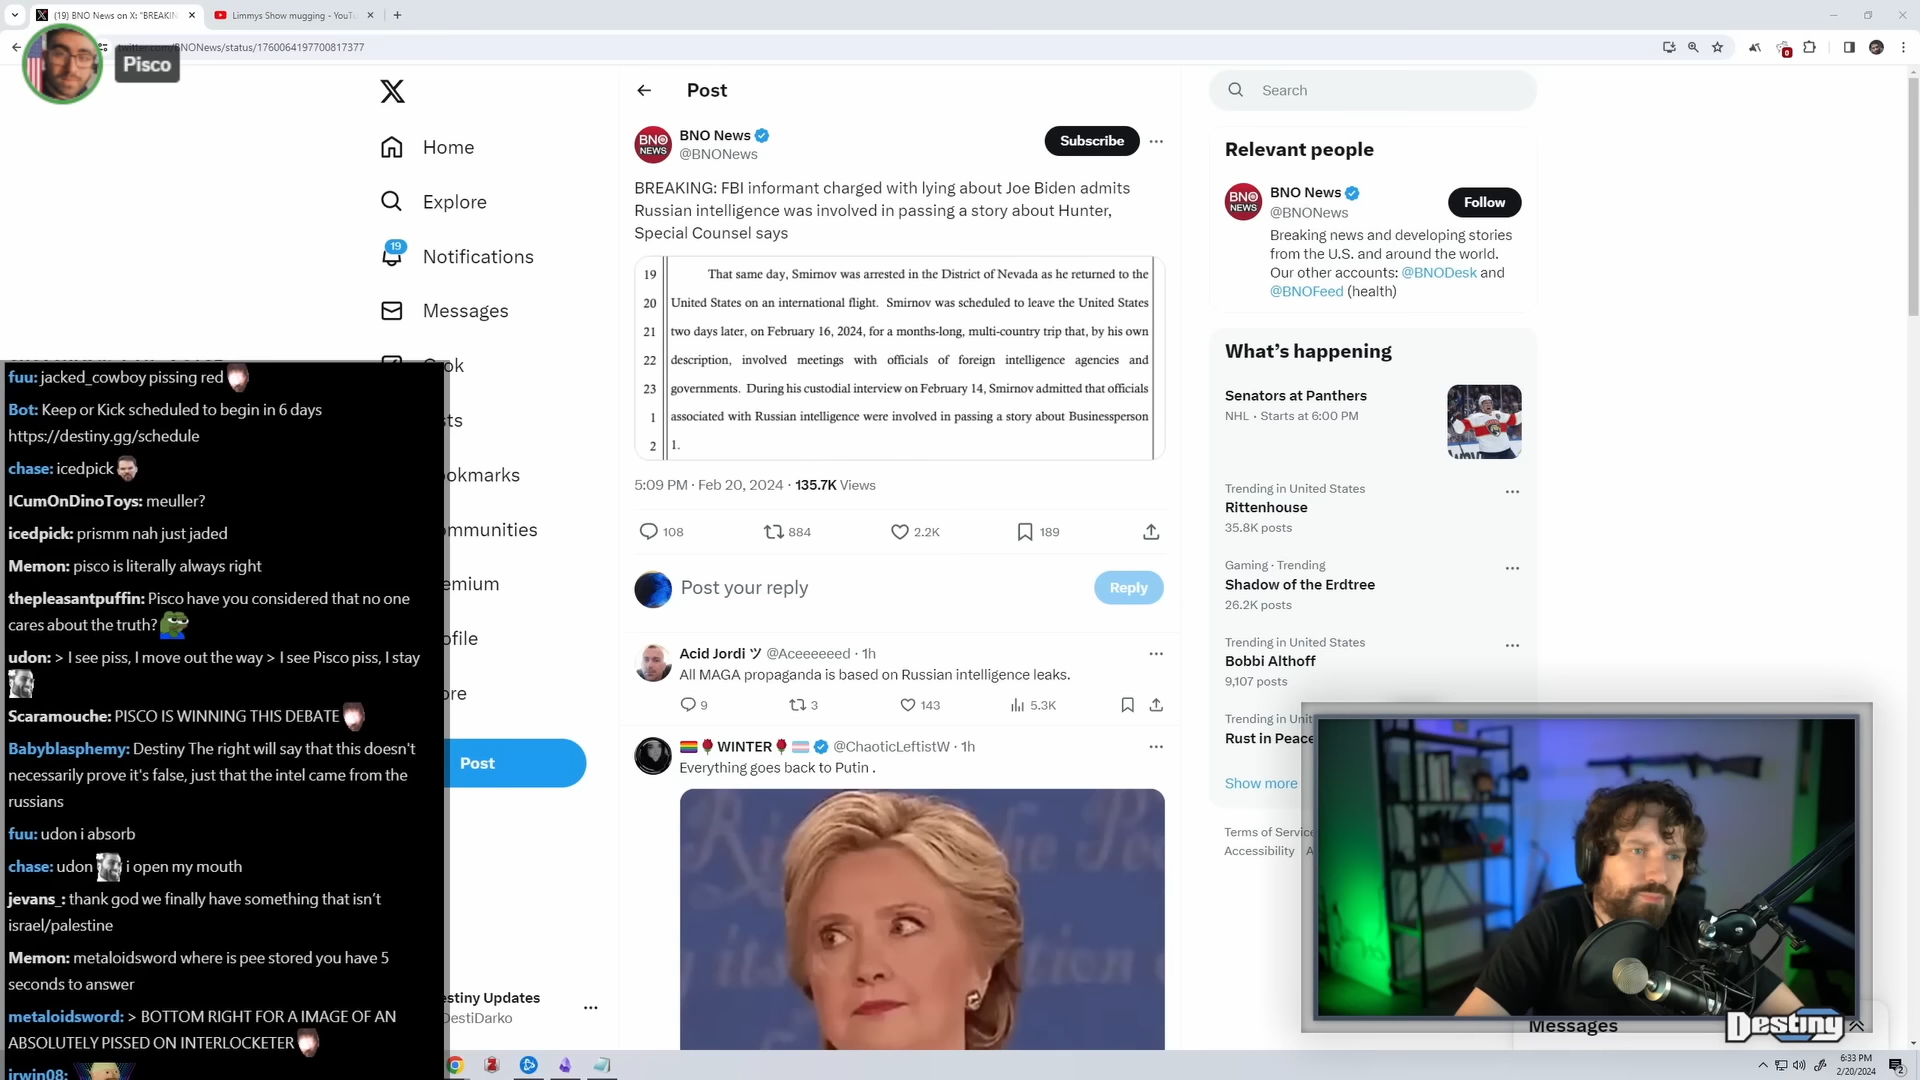 (19) BNO News on X: "BREAKIN
Limmys Show mugging - YouTu
twitter.com/BNONews/status/1760064197700817377
Pisco
Home
Explore
19
Notifications
Messages
ok
sts
okmarks
mmunities
emium
ofile
ore
Post
estiny Updates
DestiDarko
fuu: jacked_cowboy pissing red
Bot: Keep or Kick scheduled to begin in 6 days
https://destiny.gg/schedule
chase: icedpick
ICumOnDinoToys: meuller?
icedpick: prismm nah just jaded
Memon: pisco is literally always right
thepleasantpuffin: Pisco have you considered that no one
cares about the truth?
udon: > I see piss, I move out the way > I see Pisco piss, I stay
Scaramouche: PISCO IS WINNING THIS DEBATE
Babyblasphemy: Destiny The right will say that this doesn't
necessarily prove it's false, just that the intel came from the
russians
fuu: udon i absorb
chase: udon i open my mouth
jevans_: thank god we finally have something that isn't
israel/palestine
Memon: metaloidsword where is pee stored you have 5
seconds to answer
metaloidsword: > BOTTOM RIGHT FOR A IMAGE OF AN
ABSOLUTELY PISSED ON INTERLOCKETER
irwin08:
Post
BNO News
@BNONews
Subscribe
BREAKING: FBI informant charged with lying about Joe Biden admits
Russian intelligence was involved in passing a story about Hunter,
Special Counsel says
19 That same day, Smirnov was arrested in the District of Nevada as he returned to the
20 United States on an international flight. Smirnov was scheduled to leave the United States
21 two days later, on February 16, 2024, for a months-long, multi-country trip that, by his own
22 description, involved meetings with officials of foreign intelligence agencies and
23 governments. During his custodial interview on February 14, Smirnov admitted that officials
1 associated with Russian intelligence were involved in passing a story about Businessperson
2 1.
5:09 PM · Feb 20, 2024 · 135.7K Views
108 884 2.2K 189
Post your reply
Reply
Acid Jordi ツ @Aceeeeeed · 1h
All MAGA propaganda is based on Russian intelligence leaks.
9 3 143 5.3K
WINTER @ChaoticLeftistW · 1h
Everything goes back to Putin .
Search
Relevant people
BNO News
@BNONews
Follow
Breaking news and developing stories
from the U.S. and around the world.
Our other accounts: @BNODesk and
@BNOFeed (health)
What's happening
Senators at Panthers
NHL · Starts at 6:00 PM
Trending in United States
Rittenhouse
35.8K posts
Gaming · Trending
Shadow of the Erdtree
26.2K posts
Trending in United States
Bobbi Althoff
9,107 posts
Trending in Unit
Rust in Peace
Show more
Terms of Service
Accessibility A
Messages
Destiny
6:33 PM
2/20/2024